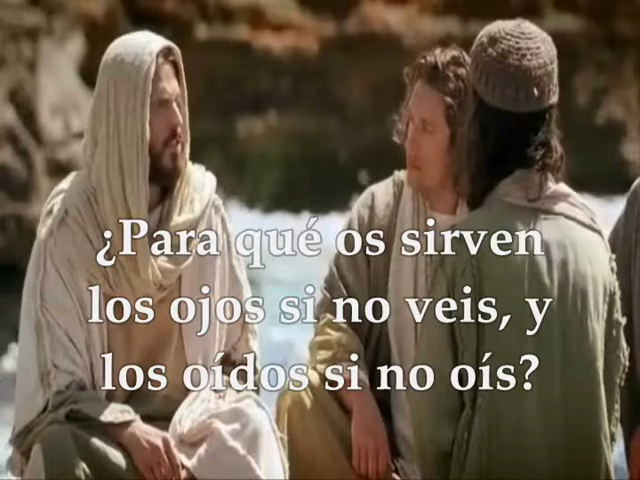 ¿Para qué os sirven
los ojos si no veis, y
los oídos si no oís?